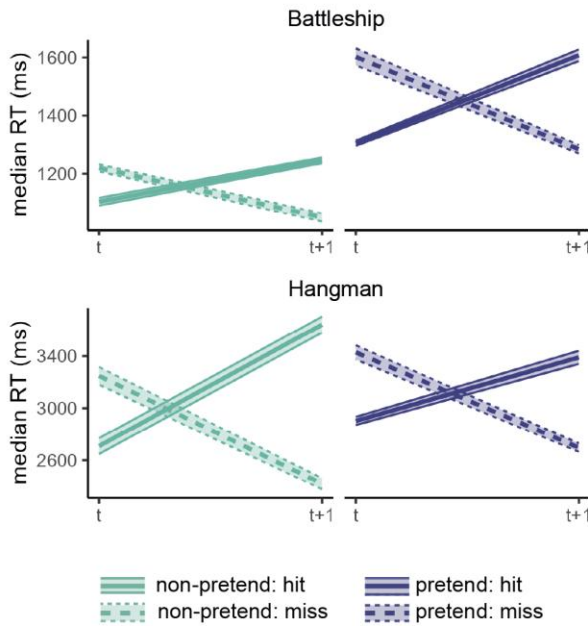 Battleship
median RT (ms)
1600
1400
1200
t
t+1
t
t+1
Hangman
median RT (ms)
3400
3000
2600
t
t+1
t
t+1
non-pretend: hit
pretend: hit
non-pretend: miss
pretend: miss